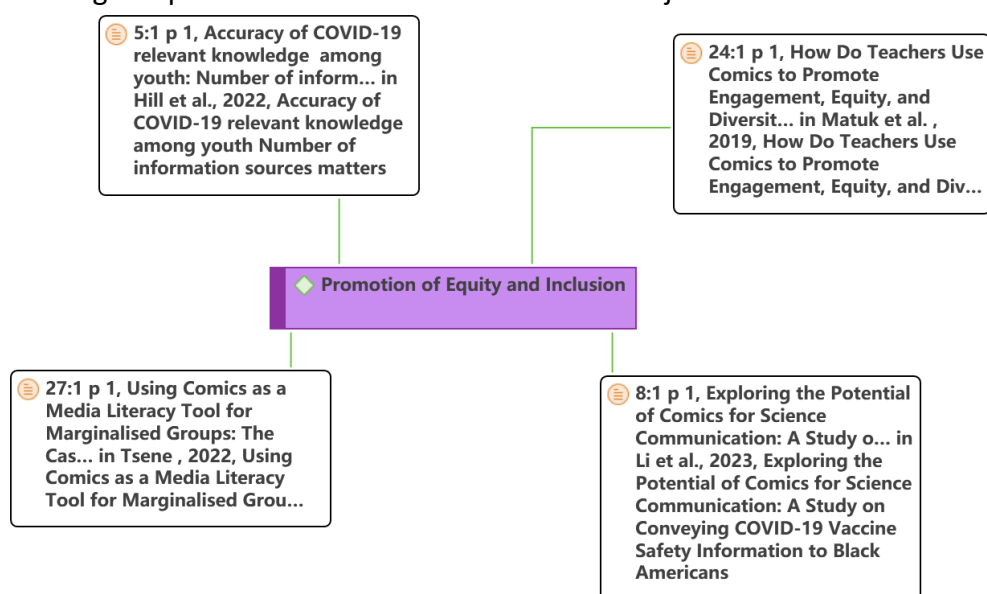 5:1 p 1, Accuracy of COVID-19
relevant knowledge among
youth: Number of inform... in
Hill et al., 2022, Accuracy of
COVID-19 relevant knowledge
among youth Number of
information sources matters
24:1 p 1, How Do Teachers Use
Comics to Promote
Engagement, Equity, and
Diversit... in Matuk et al. ,
2019, How Do Teachers Use
Comics to Promote
Engagement, Equity, and Div...
Promotion of Equity and Inclusion
27:1 p 1, Using Comics as a
Media Literacy Tool for
Marginalised Groups: The
Cas... in Tsene , 2022, Using
Comics as a Media Literacy
Tool for Marginalised Grou...
8:1 p 1, Exploring the Potential
of Comics for Science
Communication: A Study o... in
Li et al., 2023, Exploring the
Potential of Comics for Science
Communication: A Study on
Conveying COVID-19 Vaccine
Safety Information to Black
Americans